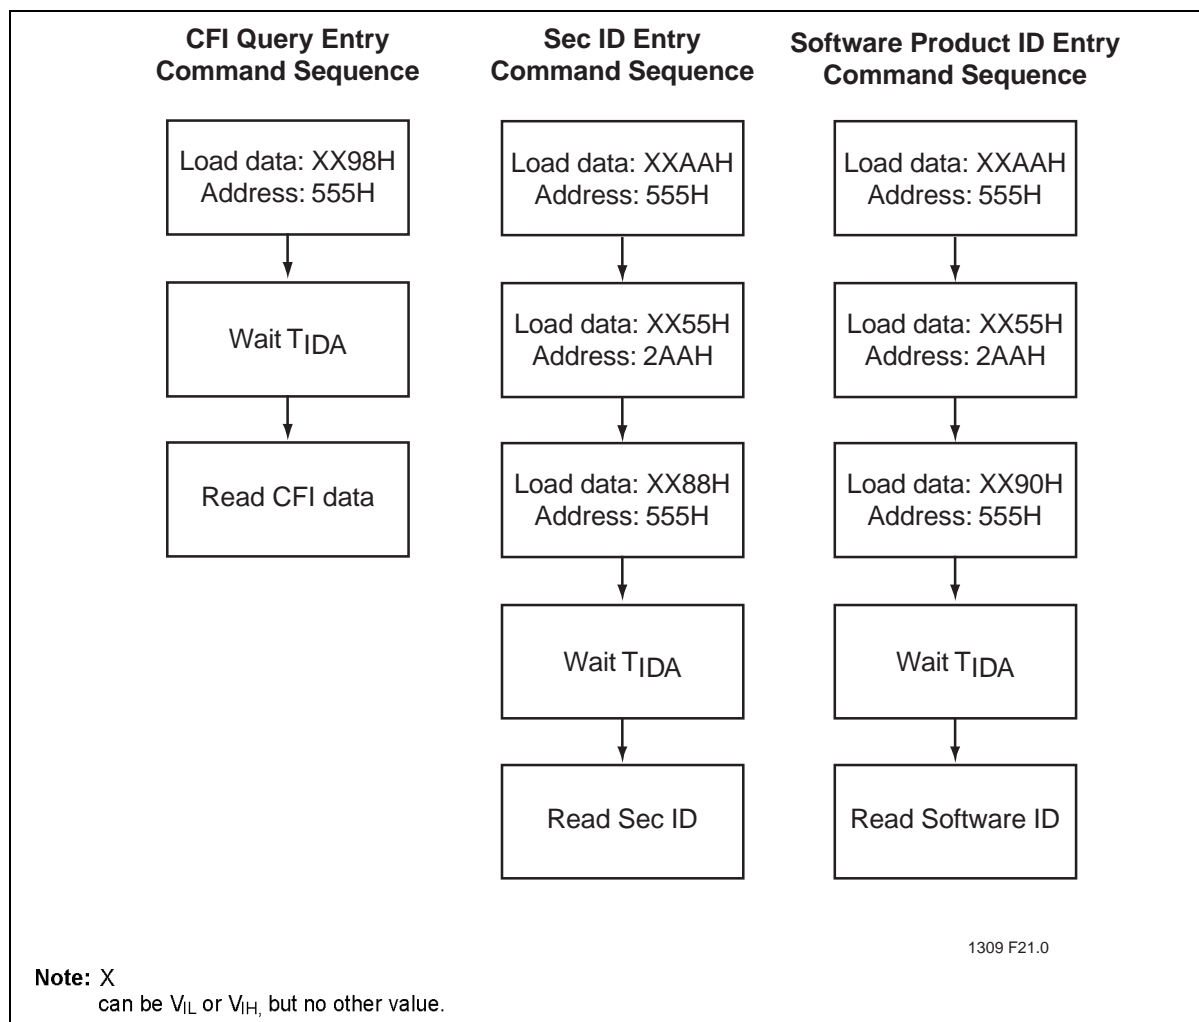 CFI Query Entry
Command Sequence
Load data: XX98H
Address: 555H
Wait TIDA
Read CFI data
Sec ID Entry
Command Sequence
Load data: XXAAH
Address: 555H
Load data: XX55H
Address: 2AAH
Load data: XX88H
Address: 555H
Wait TIDA
Read Sec ID
Software Product ID Entry
Command Sequence
Load data: XXAAH
Address: 555H
Load data: XX55H
Address: 2AAH
Load data: XX90H
Address: 555H
Wait TIDA
Read Software ID
1309 F21.0
Note: X
can be VIL or VIH, but no other value.